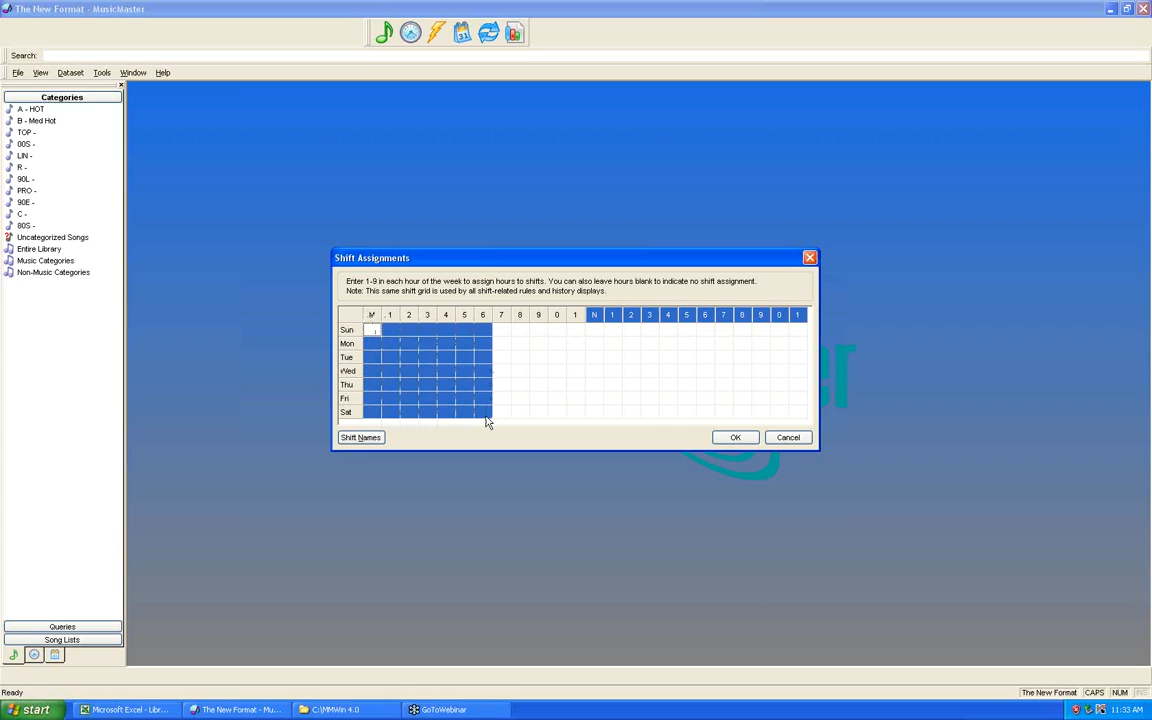 The New Format - MusicMaster
31
Search:
File View Dataset Tools Window Help
Categories
A - HOT
B - Med Hot
TOP -
00S -
LIN -
R -
90L -
PRO -
90E -
C -
80S -
Uncategorized Songs
Entire Library
Music Categories
Non-Music Categories
Shift Assignments
Enter 1-9 in each hour of the week to assign hours to shifts. You can also leave hours blank to indicate no shift assignment.
Note: This same shift grid is used by all shift-related rules and history displays.
1 2 3 4 5 6 7 8 9 0 1 N 1 2 3 4 5 6 7 8 9 0 1
Sun
Mon
Tue
Wed
Thu
Fri
Sat
Shift Names OK Cancel
Queries
Song Lists
Ready The New Format CAPS NUM INS
start Microsoft Excel - Libr... The New Format - Mu... C:\MMWin 4.0 GoToWebinar 11:33 AM